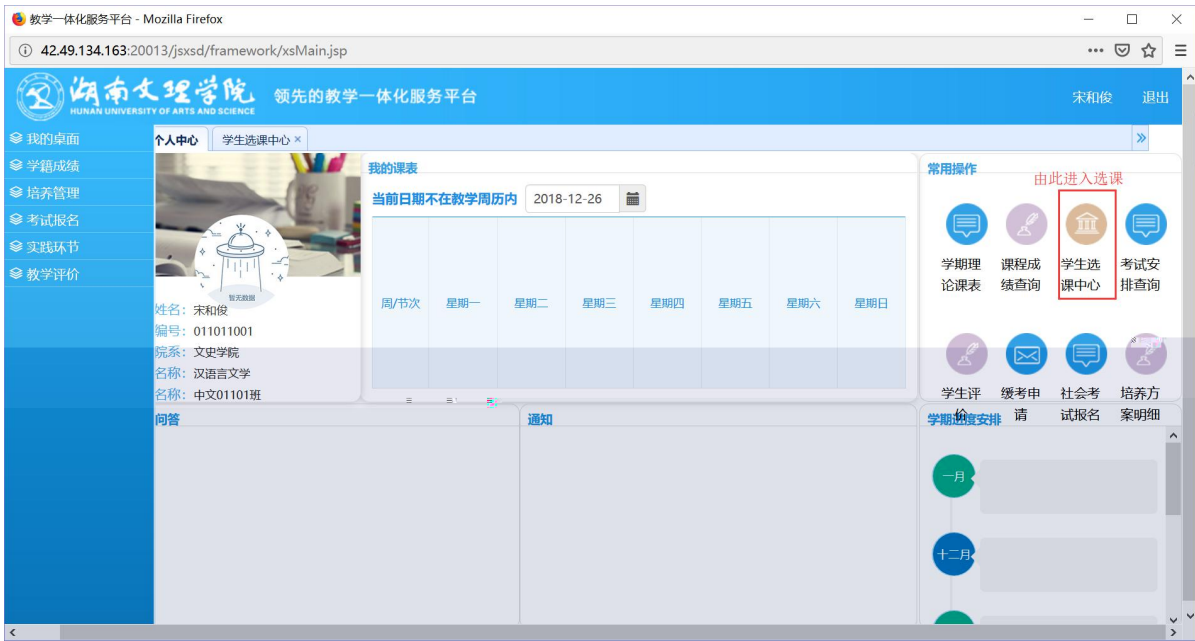 教学一体化服务平台 - Mozilla Firefox
42.49.134.163:20013/jsxsd/framework/xsMain.jsp
湖南文理学院
HUNAN UNIVERSITY OF ARTS AND SCIENCE
领先的教学一体化服务平台
宋和俊 退出
我的桌面
学籍成绩
培养管理
考试报名
实践环节
教学评价
个人中心 学生选课中心 ×
暂无数据
姓名：宋和俊
编号：011011001
院系：文史学院
名称：汉语言文学
名称：中文01101班
我的课表
当前日期不在教学周历内 2018-12-26
周/节次 星期一 星期二 星期三 星期四 星期五 星期六 星期日
常用操作
由此进入选课
学期理论课表
课程成绩查询
学生选课中心
考试安排查询
学生评价
缓考申请
社会考试报名
培养方案明细
问答
通知
学期进度安排
一月
十二月